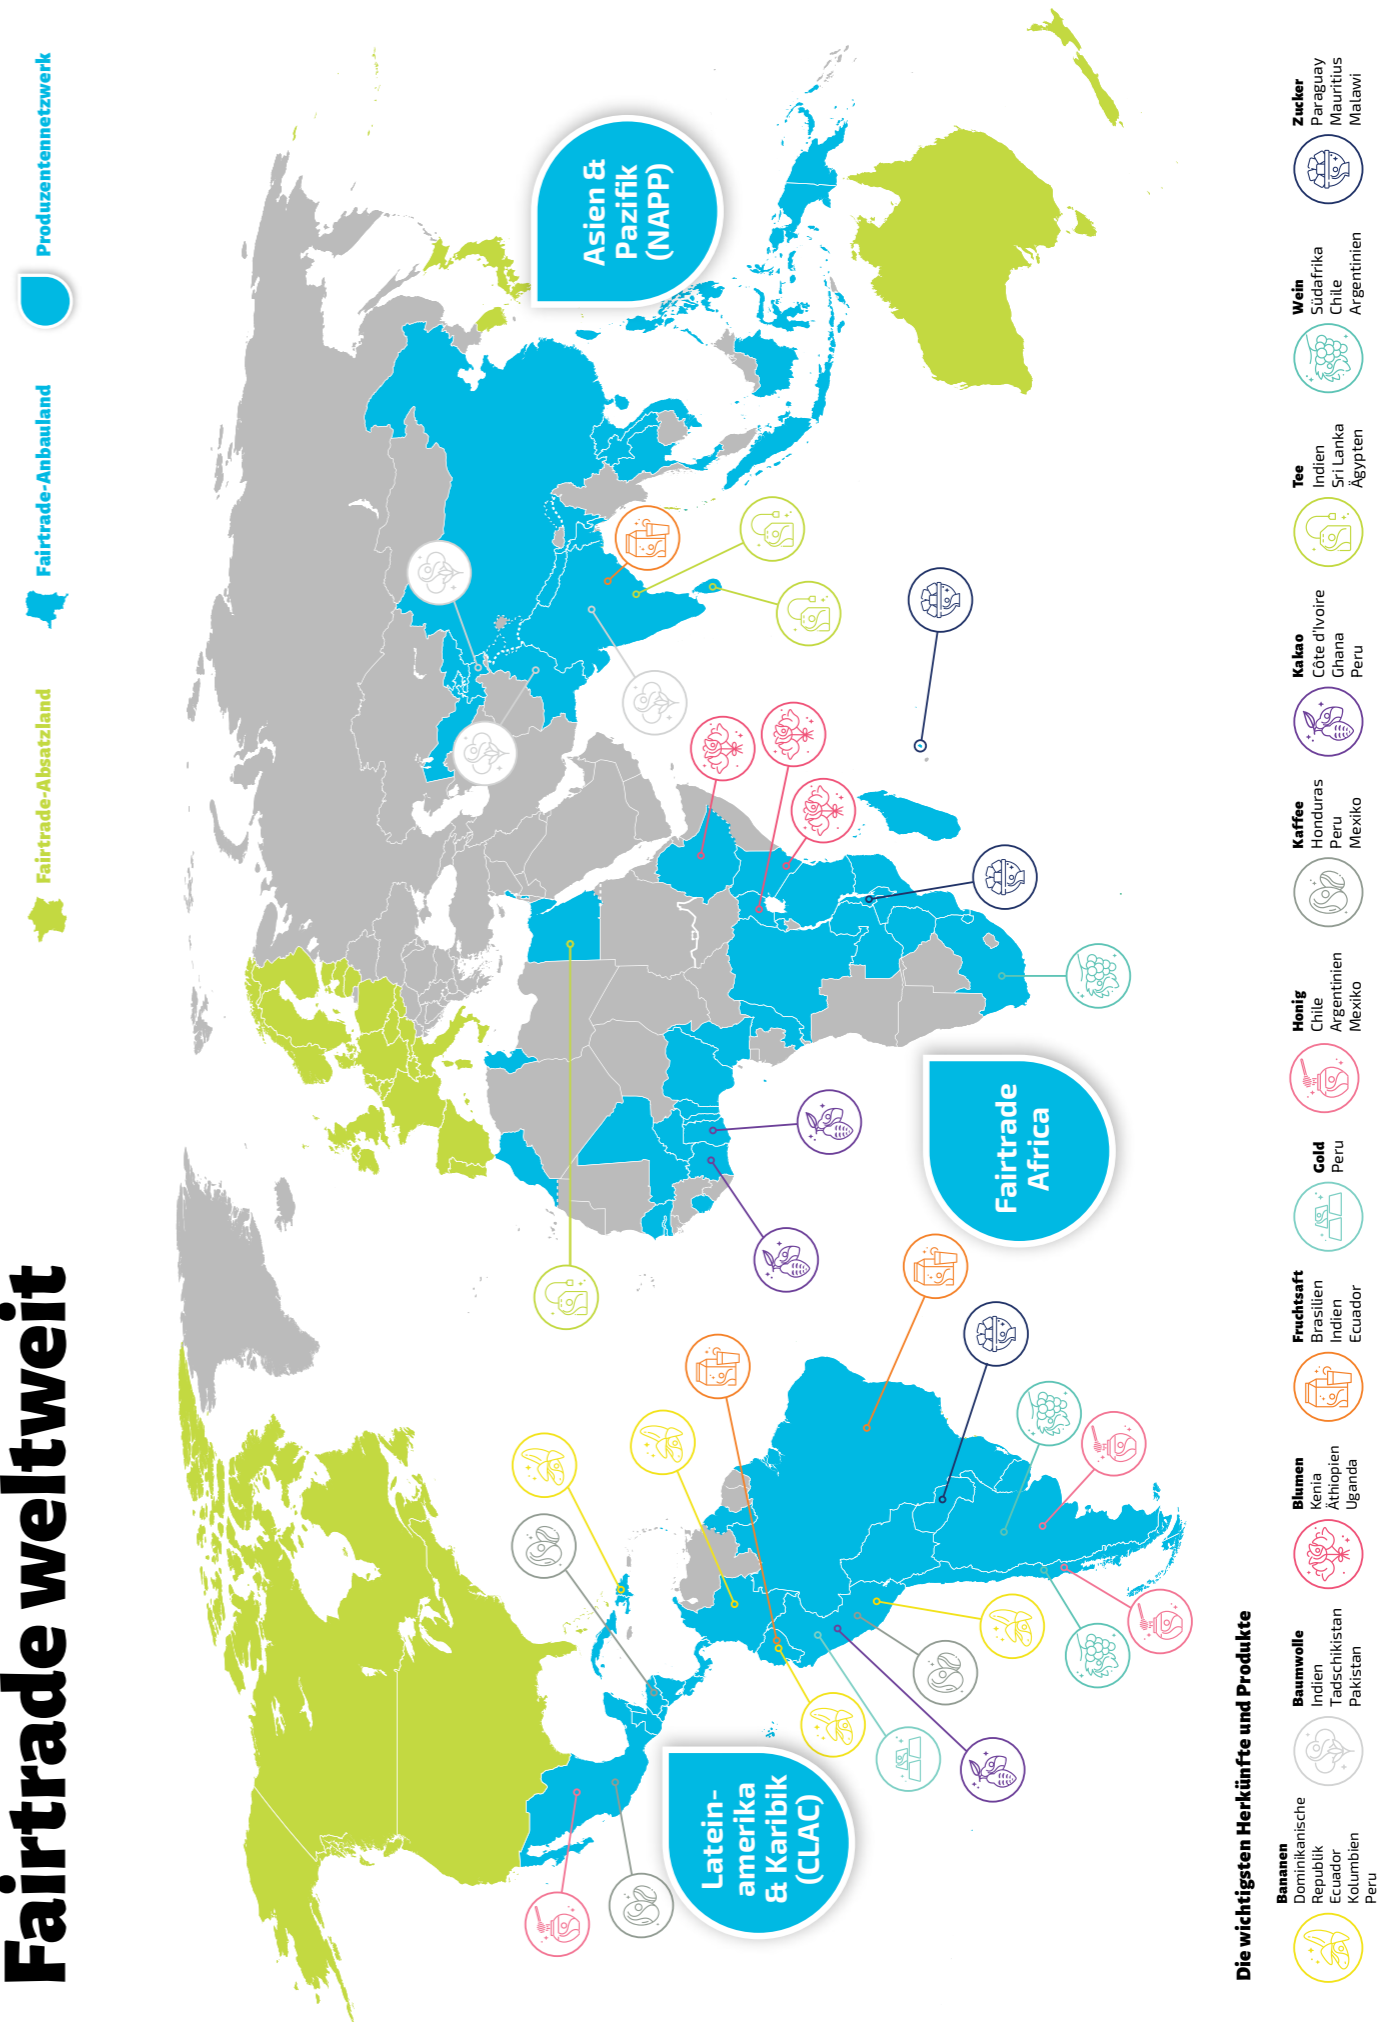 Fairtrade weltweit
Fairtrade-Absatzland
Fairtrade-Anbauland
Produzentennetzwerk
Latein-
amerika
& Karibik
(CLAC)
Fairtrade
Africa
Asien &
Pazifik
(NAPP)
Die wichtigsten Herkünfte und Produkte
Bananen
Dominikanische
Republik
Ecuador
Kolumbien
Peru
Baumwolle
Indien
Tadschikistan
Pakistan
Blumen
Kenia
Äthiopien
Uganda
Fruchtsaft
Brasilien
Indien
Ecuador
Gold
Peru
Honig
Chile
Argentinien
Mexiko
Kaffee
Honduras
Peru
Mexiko
Kakao
Côte d'Ivoire
Ghana
Peru
Tee
Indien
Sri Lanka
Ägypten
Wein
Südafrika
Chile
Argentinien
Zucker
Paraguay
Mauritius
Malawi